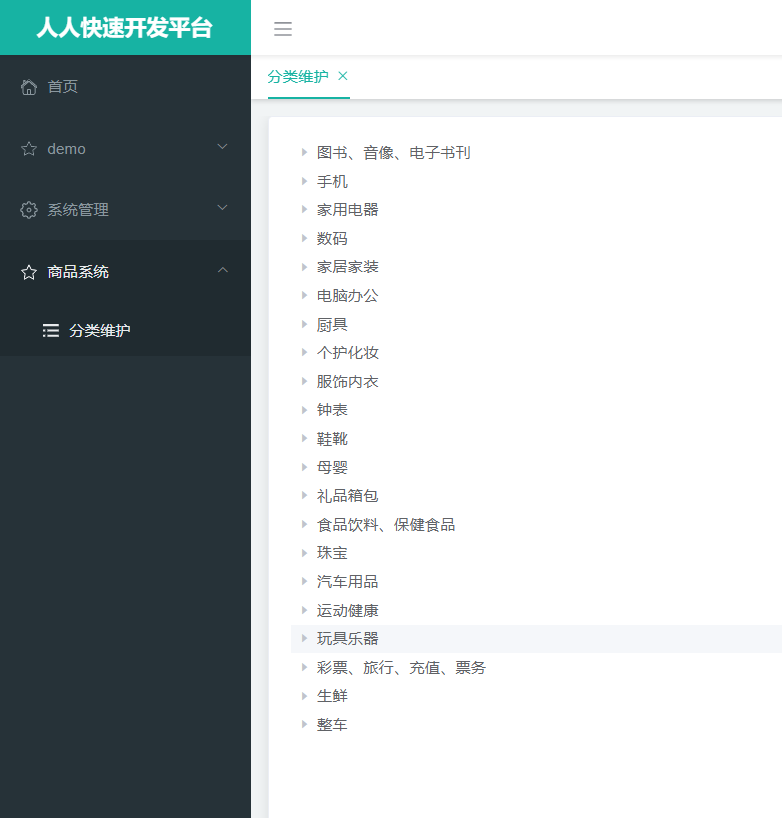 人人快速开发平台
首页
demo
系统管理
商品系统
分类维护
分类维护
图书、音像、电子书刊
手机
家用电器
数码
家居家装
电脑办公
厨具
个护化妆
服饰内衣
钟表
鞋靴
母婴
礼品箱包
食品饮料、保健食品
珠宝
汽车用品
运动健康
玩具乐器
彩票、旅行、充值、票务
生鲜
整车